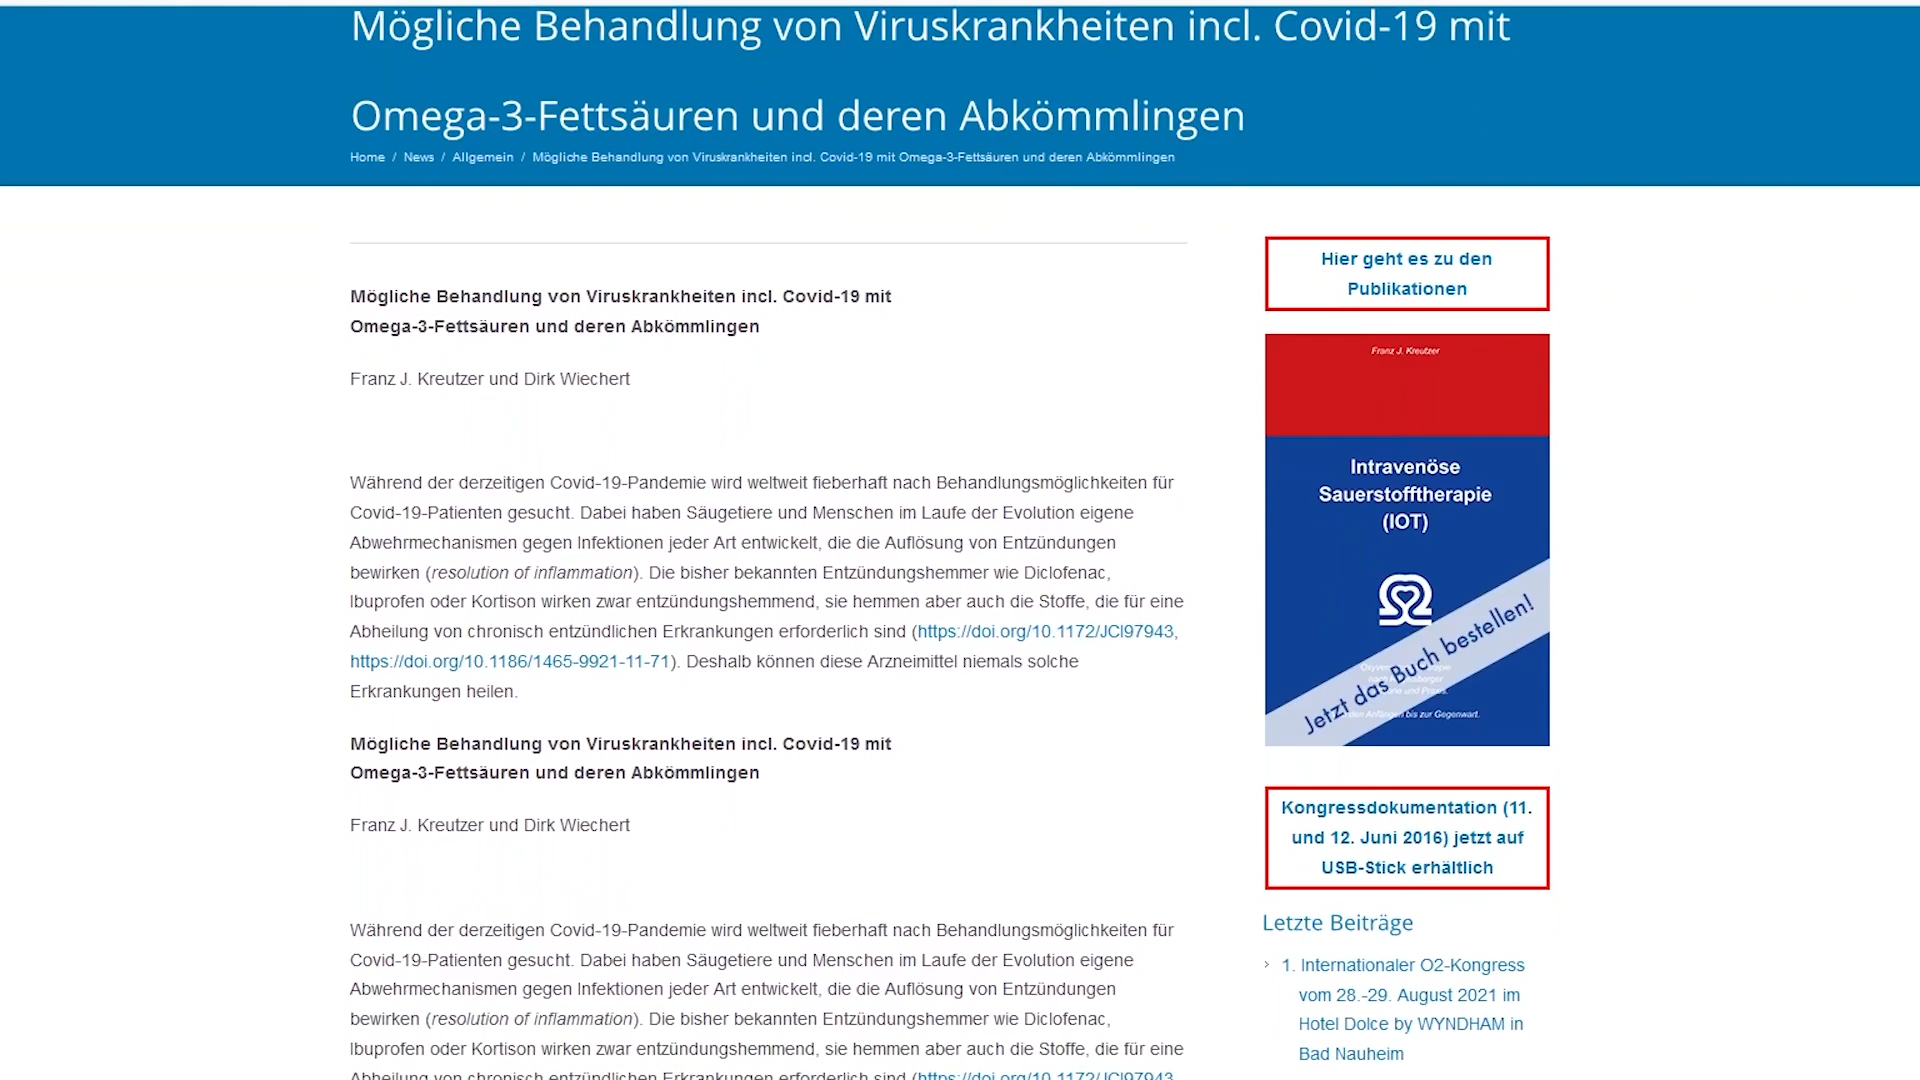 Mögliche Behandlung von Viruskrankheiten incl. Covid-19 mit
Omega-3-Fettsäuren und deren Abkömmlingen
Home / News / Allgemein / Mögliche Behandlung von Viruskrankheiten incl. Covid-19 mit Omega-3-Fettsäuren und deren Abkömmlingen
Mögliche Behandlung von Viruskrankheiten incl. Covid-19 mit
Omega-3-Fettsäuren und deren Abkömmlingen
Franz J. Kreutzer und Dirk Wiechert
Während der derzeitigen Covid-19-Pandemie wird weltweit fieberhaft nach Behandlungsmöglichkeiten für
Covid-19-Patienten gesucht. Dabei haben Säugetiere und Menschen im Laufe der Evolution eigene
Abwehrmechanismen gegen Infektionen jeder Art entwickelt, die die Auflösung von Entzündungen
bewirken (resolution of inflammation). Die bisher bekannten Entzündungshemmer wie Diclofenac,
Ibuprofen oder Kortison wirken zwar entzündungshemmend, sie hemmen aber auch die Stoffe, die für eine
Abheilung von chronisch entzündlichen Erkrankungen erforderlich sind (https://doi.org/10.1172/JCI97943,
https://doi.org/10.1186/1465-9921-11-71). Deshalb können diese Arzneimittel niemals solche
Erkrankungen heilen.
Mögliche Behandlung von Viruskrankheiten incl. Covid-19 mit
Omega-3-Fettsäuren und deren Abkömmlingen
Franz J. Kreutzer und Dirk Wiechert
Während der derzeitigen Covid-19-Pandemie wird weltweit fieberhaft nach Behandlungsmöglichkeiten für
Covid-19-Patienten gesucht. Dabei haben Säugetiere und Menschen im Laufe der Evolution eigene
Abwehrmechanismen gegen Infektionen jeder Art entwickelt, die die Auflösung von Entzündungen
bewirken (resolution of inflammation). Die bisher bekannten Entzündungshemmer wie Diclofenac,
Ibuprofen oder Kortison wirken zwar entzündungshemmend, sie hemmen aber auch die Stoffe, die für eine
Abheilung von chronisch entzündlichen Erkrankungen erforderlich sind (https://doi.org/10.1172/JCI97943,
Hier geht es zu den
Publikationen
Franz J. Kreutzer
Intravenöse
Sauerstofftherapie
(IOT)
Jetzt das Buch bestellen!
bis zur Gegenwart.
Kongressdokumentation (11.
und 12. Juni 2016) jetzt auf
USB-Stick erhältlich
Letzte Beiträge
1. Internationaler O2-Kongress
vom 28.-29. August 2021 im
Hotel Dolce by WYNDHAM in
Bad Nauheim